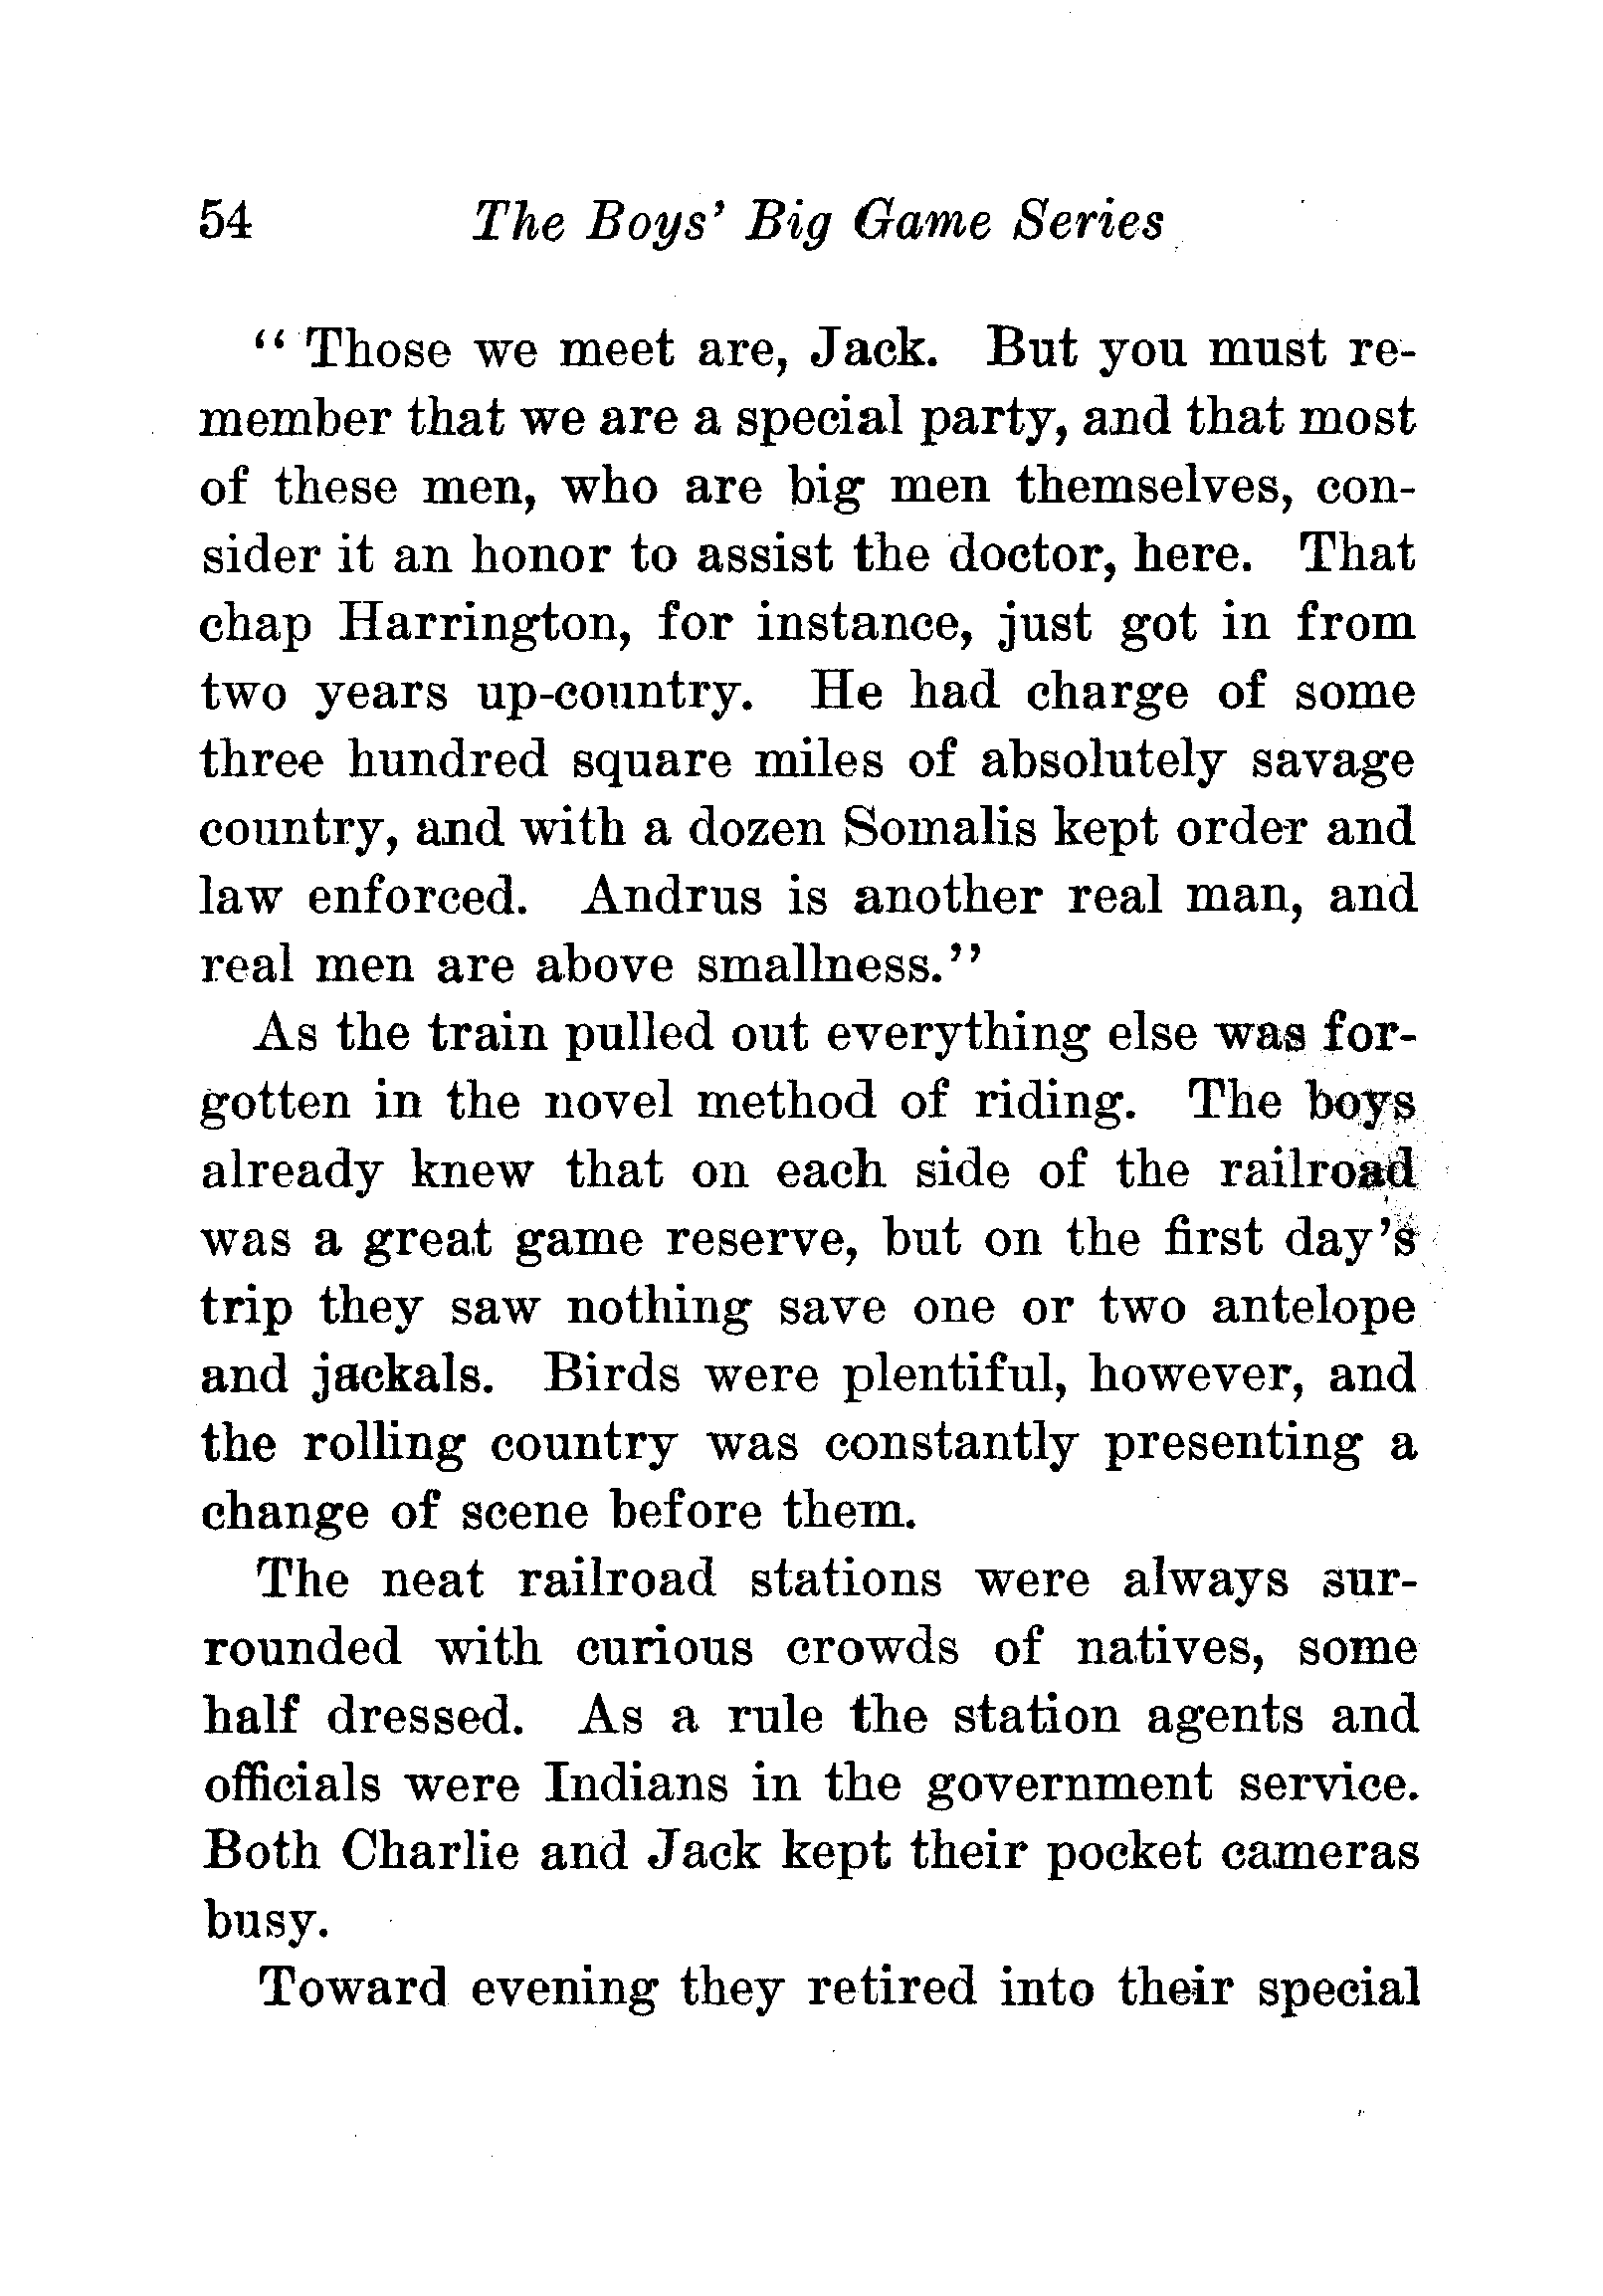 54 The Boys' Big Game Series
"Those we meet are, Jack. But you must re-
member that we are a special party, and that most
of these men, who are big men themselves, con-
sider it an honor to assist the doctor, here. That
chap Harrington, for instance, just got in from
two years up-country. He had charge of some
three hundred square miles of absolutely savage
country, and with a dozen Somalis kept order and
law enforced. Andrus is another real man, and
real men are above smallness."
As the train pulled out everything else was for-
gotten in the novel method of riding. The boys
already knew that on each side of the railroad
was a great game reserve, but on the first day's
trip they saw nothing save one or two antelope
and jackals. Birds were plentiful, however, and
the rolling country was constantly presenting a
change of scene before them.
The neat railroad stations were always sur-
rounded with curious crowds of natives, some
half dressed. As a rule the station agents and
officials were Indians in the government service.
Both Charlie and Jack kept their pocket cameras
busy.
Toward evening they retired into their special